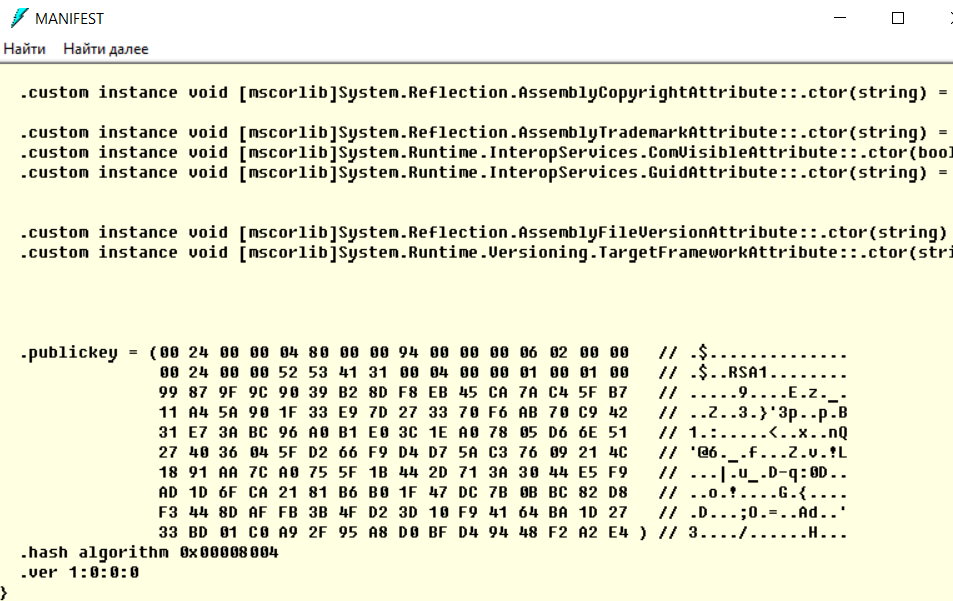 MANIFEST
Найти Найти далее
.custom instance void [mscorlib]System.Reflection.AssemblyCopyrightAttribute::.ctor(string) =
.custom instance void [mscorlib]System.Reflection.AssemblyTrademarkAttribute::.ctor(string) =
.custom instance void [mscorlib]System.Runtime.InteropServices.ComVisibleAttribute::.ctor(bool
.custom instance void [mscorlib]System.Runtime.InteropServices.GuidAttribute::.ctor(string) =
.custom instance void [mscorlib]System.Reflection.AssemblyFileVersionAttribute::.ctor(string)
.custom instance void [mscorlib]System.Runtime.Versioning.TargetFrameworkAttribute::.ctor(stri
.publickey = (00 24 00 00 04 80 00 00 94 00 00 00 06 02 00 00 // .$..............
00 24 00 00 52 53 41 31 00 04 00 00 01 00 01 00 // .$..RSA1........
99 87 9F 9C 90 39 B2 8D F8 EB 45 CA 7A C4 5F B7 // .....9....E.z._.
11 A4 5A 90 1F 33 E9 7D 27 33 70 F6 AB 70 C9 42 // ..Z..3.}'3p..p.B
31 E7 3A BC 96 A0 B1 E0 3C 1E A0 78 05 D6 6E 51 // 1.:.....<..x..nQ
27 40 36 04 5F D2 66 F9 D4 D7 5A C3 76 09 21 4C // '@6._.f...Z.v.!L
18 91 AA 7C A0 75 5F 1B 44 2D 71 3A 30 44 E5 F9 // ...|.u_.D-q:0D..
AD 1D 6F CA 21 81 B6 B0 1F 47 DC 7B 0B BC 82 D8 // ..o.!....G.{....
F3 44 8D AF FB 3B 4F D2 3D 10 F9 41 64 BA 1D 27 // .D...;O.=..Ad..'
33 BD 01 C0 A9 2F 95 A8 D0 BF D4 94 48 F2 A2 E4 ) // 3..../......H...
.hash algorithm 0x00008004
.ver 1:0:0:0
}